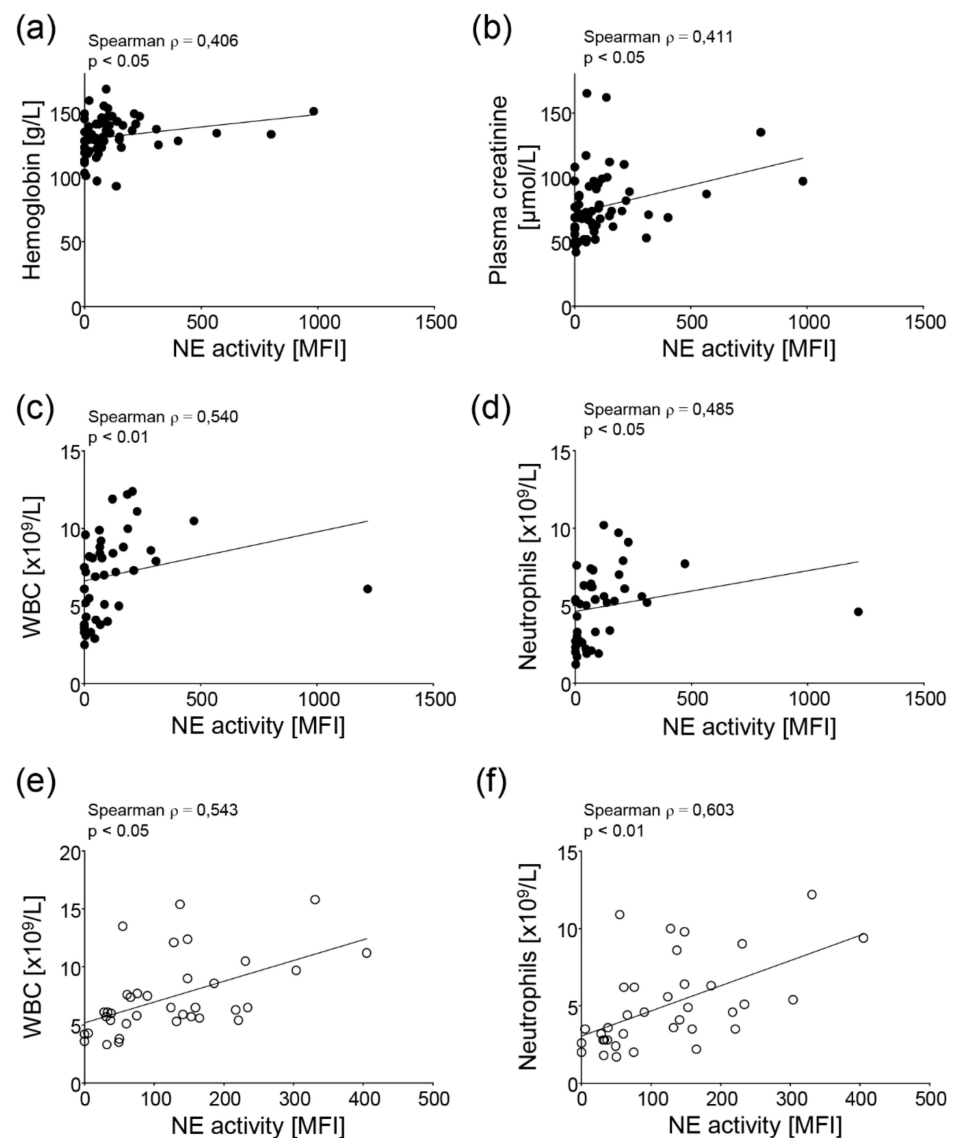 (a)
Spearman ρ = 0,406
p < 0.05
Hemoglobin [g/L]
150
100
50
0
0 500 1000 1500
NE activity [MFI]
(b)
Spearman ρ = 0,411
p < 0.05
Plasma creatinine
[µmol/L]
150
100
50
0
0 500 1000 1500
NE activity [MFI]
(c)
Spearman ρ = 0,540
p < 0.01
WBC [x10⁹/L]
15
10
5
0
0 500 1000 1500
NE activity [MFI]
(d)
Spearman ρ = 0,485
p < 0.05
Neutrophils [x10⁹/L]
15
10
5
0
0 500 1000 1500
NE activity [MFI]
(e)
Spearman ρ = 0,543
p < 0.05
WBC [x10⁹/L]
20
15
10
5
0
0 100 200 300 400 500
NE activity [MFI]
(f)
Spearman ρ = 0,603
p < 0.01
Neutrophils [x10⁹/L]
15
10
5
0
0 100 200 300 400 500
NE activity [MFI]